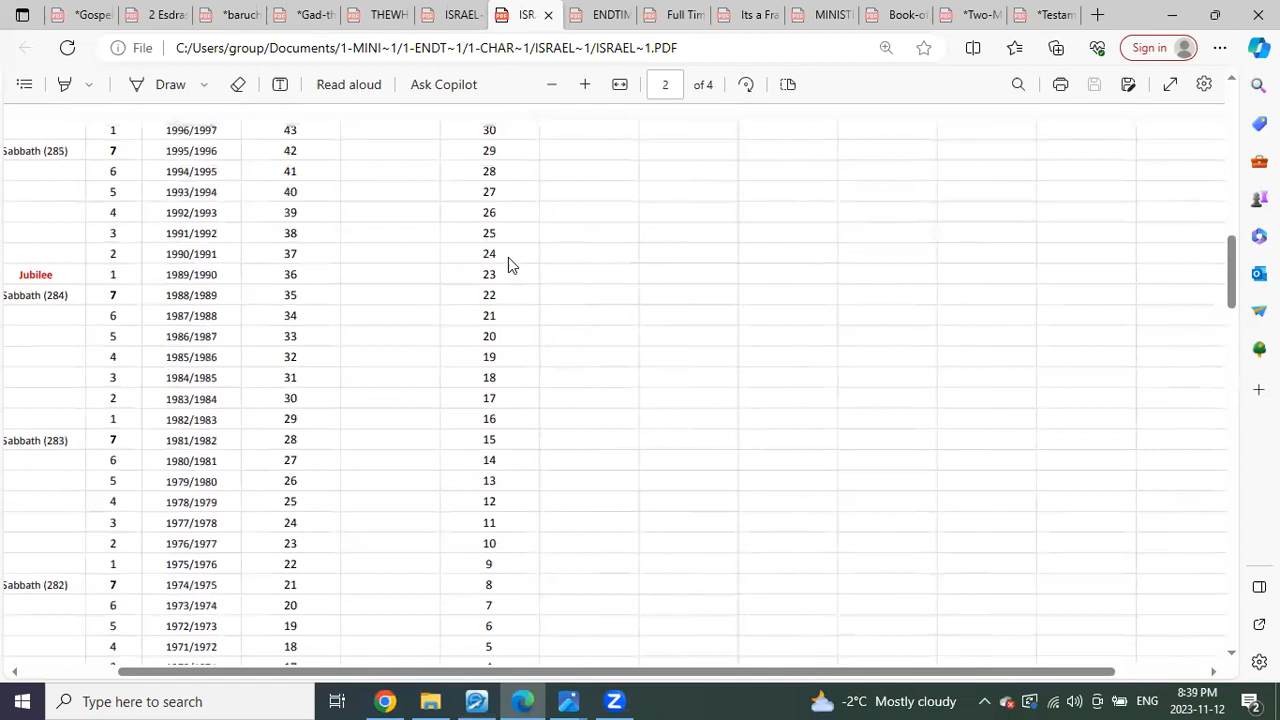 *Gospel
2 Esdras
*baruch
*Gad-th
THEWH
ISRAEL-
ISRA
ENDTIM
Full Tim
Its a Fra
MINIST
Book-o
*Two-M
*Testam
File C:/Users/group/Documents/1-MINI~1/1-ENDT~1/1-CHAR~1/ISRAEL~1/ISRAEL~1.PDF
Sign in
Draw Read aloud Ask Copilot 2 of 4
1 1996/1997 43 30
Sabbath (285) 7 1995/1996 42 29
6 1994/1995 41 28
5 1993/1994 40 27
4 1992/1993 39 26
3 1991/1992 38 25
2 1990/1991 37 24
Jubilee 1 1989/1990 36 23
Sabbath (284) 7 1988/1989 35 22
6 1987/1988 34 21
5 1986/1987 33 20
4 1985/1986 32 19
3 1984/1985 31 18
2 1983/1984 30 17
1 1982/1983 29 16
Sabbath (283) 7 1981/1982 28 15
6 1980/1981 27 14
5 1979/1980 26 13
4 1978/1979 25 12
3 1977/1978 24 11
2 1976/1977 23 10
1 1975/1976 22 9
Sabbath (282) 7 1974/1975 21 8
6 1973/1974 20 7
5 1972/1973 19 6
4 1971/1972 18 5
Type here to search
-2°C Mostly cloudy
ENG
8:39 PM
2023-11-12
2